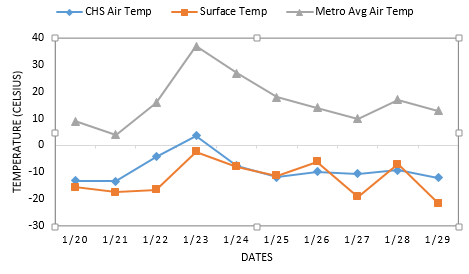 CHS Air Temp Surface Temp Metro Avg Air Temp
40
30
20
10
0
-10
-20
-30
TEMPERATURE (CELSIUS)
1/20 1/21 1/22 1/23 1/24 1/25 1/26 1/27 1/28 1/29
DATES